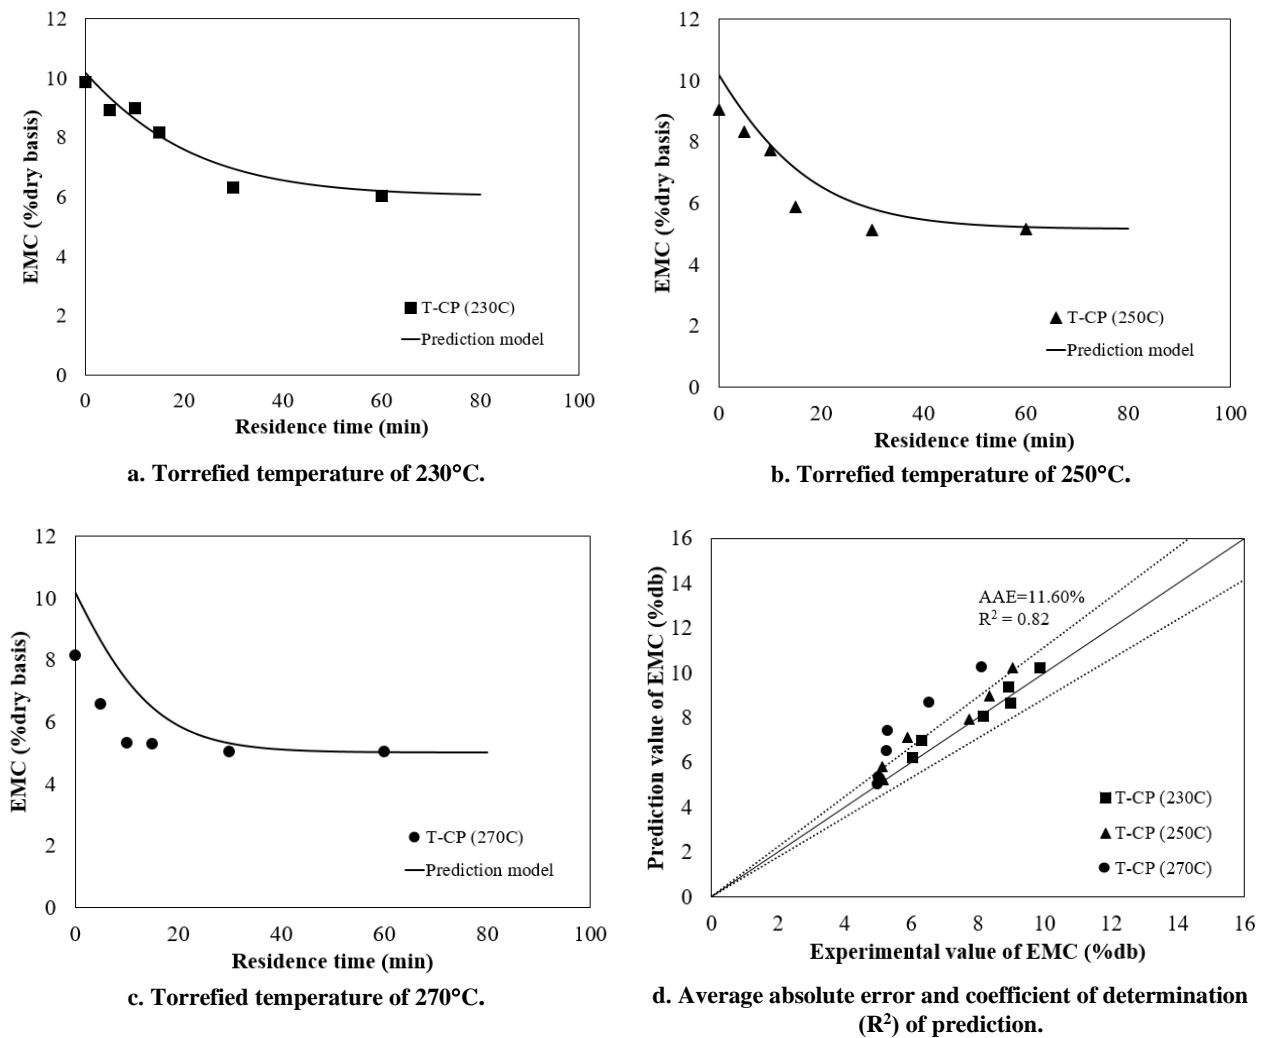 12
10
8
6
4
2
0
EMC (%dry basis)
T-CP (230C)
Prediction model
0 20 40 60 80 100
Residence time (min)
a. Torrefied temperature of 230°C.
12
10
8
6
4
2
0
EMC (%dry basis)
T-CP (250C)
Prediction model
0 20 40 60 80 100
Residence time (min)
b. Torrefied temperature of 250°C.
12
10
8
6
4
2
0
EMC (%dry basis)
T-CP (270C)
Prediction model
0 20 40 60 80 100
Residence time (min)
c. Torrefied temperature of 270°C.
16
14
12
10
8
6
4
2
0
Prediction value of EMC (%db)
AAE=11.60%
R² = 0.82
T-CP (230C)
T-CP (250C)
T-CP (270C)
0 2 4 6 8 10 12 14 16
Experimental value of EMC (%db)
d. Average absolute error and coefficient of determination
(R²) of prediction.